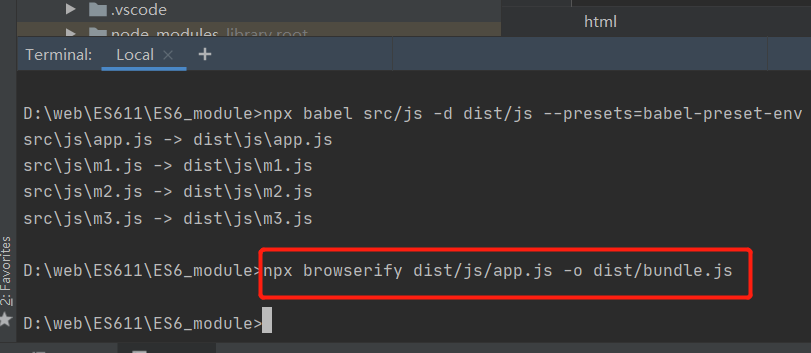 .vscode
node_modules library root
html
Terminal: Local × +
D:\web\ES611\ES6_module>npx babel src/js -d dist/js --presets=babel-preset-env
src\js\app.js -> dist\js\app.js
src\js\m1.js -> dist\js\m1.js
src\js\m2.js -> dist\js\m2.js
src\js\m3.js -> dist\js\m3.js
D:\web\ES611\ES6_module>npx browserify dist/js/app.js -o dist/bundle.js
D:\web\ES611\ES6_module>
2: Favorites